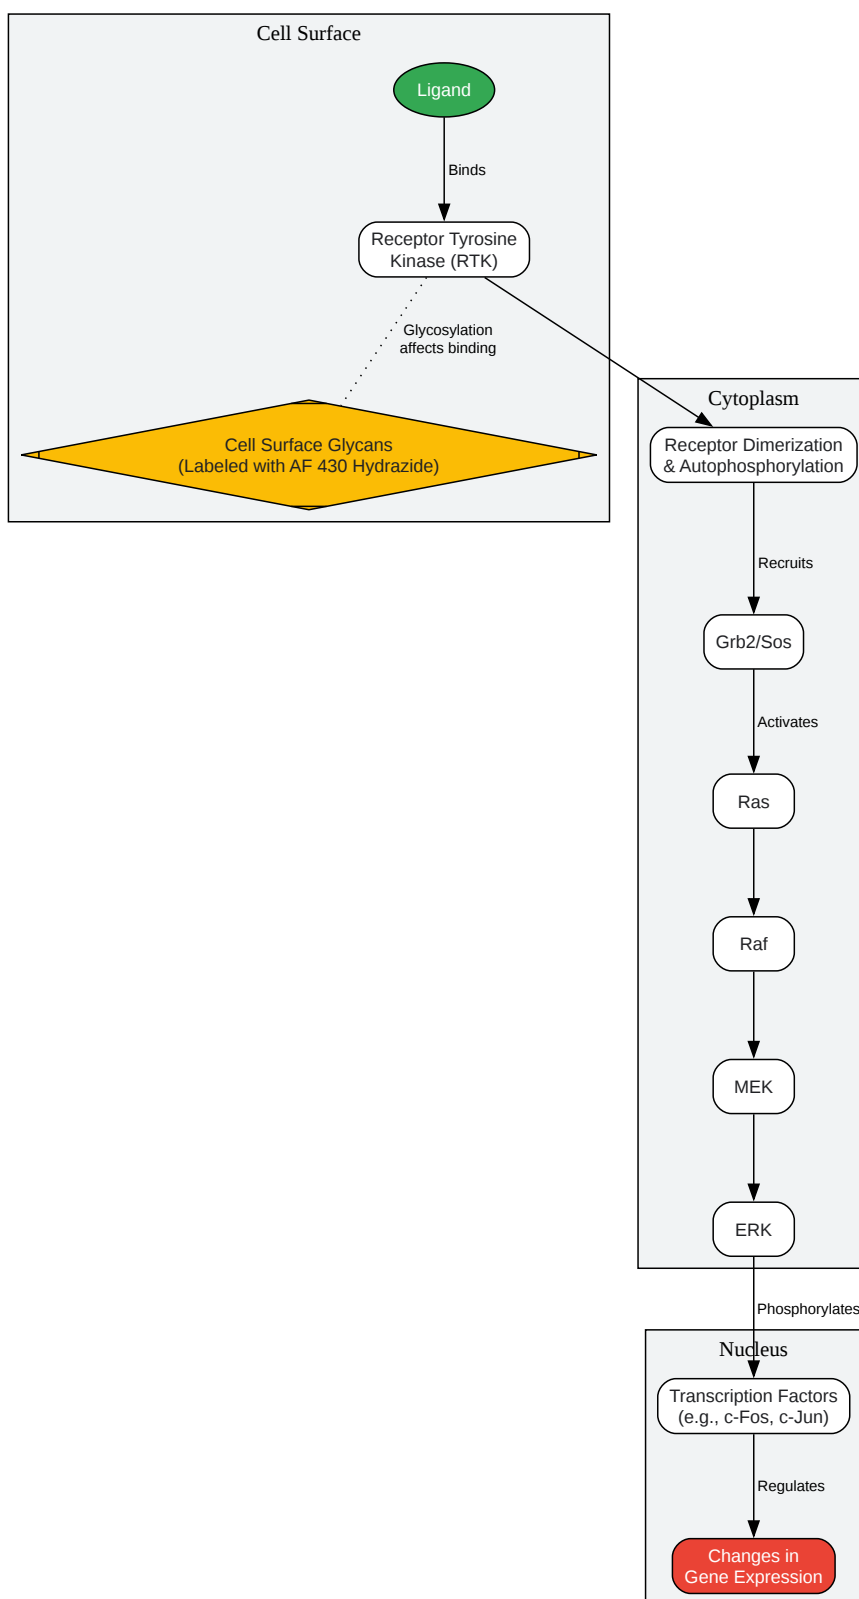 Cell Surface
Ligand
Binds
Receptor Tyrosine
Kinase (RTK)
Glycosylation
affects binding
Cell Surface Glycans
(Labeled with AF 430 Hydrazide)
Cytoplasm
Receptor Dimerization
& Autophosphorylation
Recruits
Grb2/Sos
Activates
Ras
Raf
MEK
ERK
Phosphorylates
Nucleus
Transcription Factors
(e.g., c-Fos, c-Jun)
Regulates
Changes in
Gene Expression